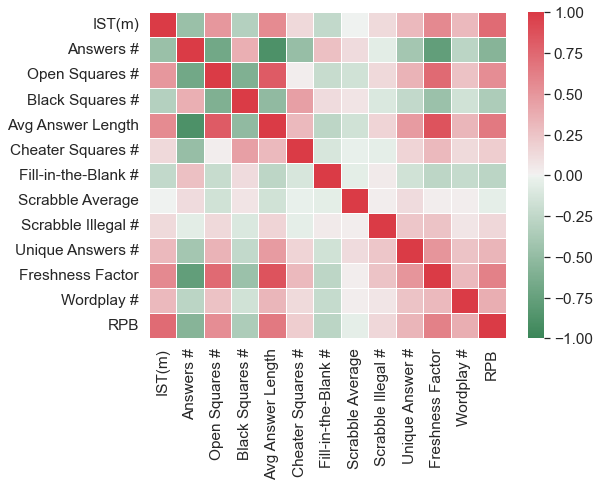 IST(m)
Answers #
Open Squares #
Black Squares #
Avg Answer Length
Cheater Squares #
Fill-in-the-Blank #
Scrabble Average
Scrabble Illegal #
Unique Answers #
Freshness Factor
Wordplay #
RPB
1.00
0.75
0.50
0.25
0.00
−0.25
−0.50
−0.75
−1.00
IST(m)
Answers #
Open Squares #
Black Squares #
Avg Answer Length
Cheater Squares #
Fill-in-the-Blank #
Scrabble Average
Scrabble Illegal #
Unique Answer #
Freshness Factor
Wordplay #
RPB